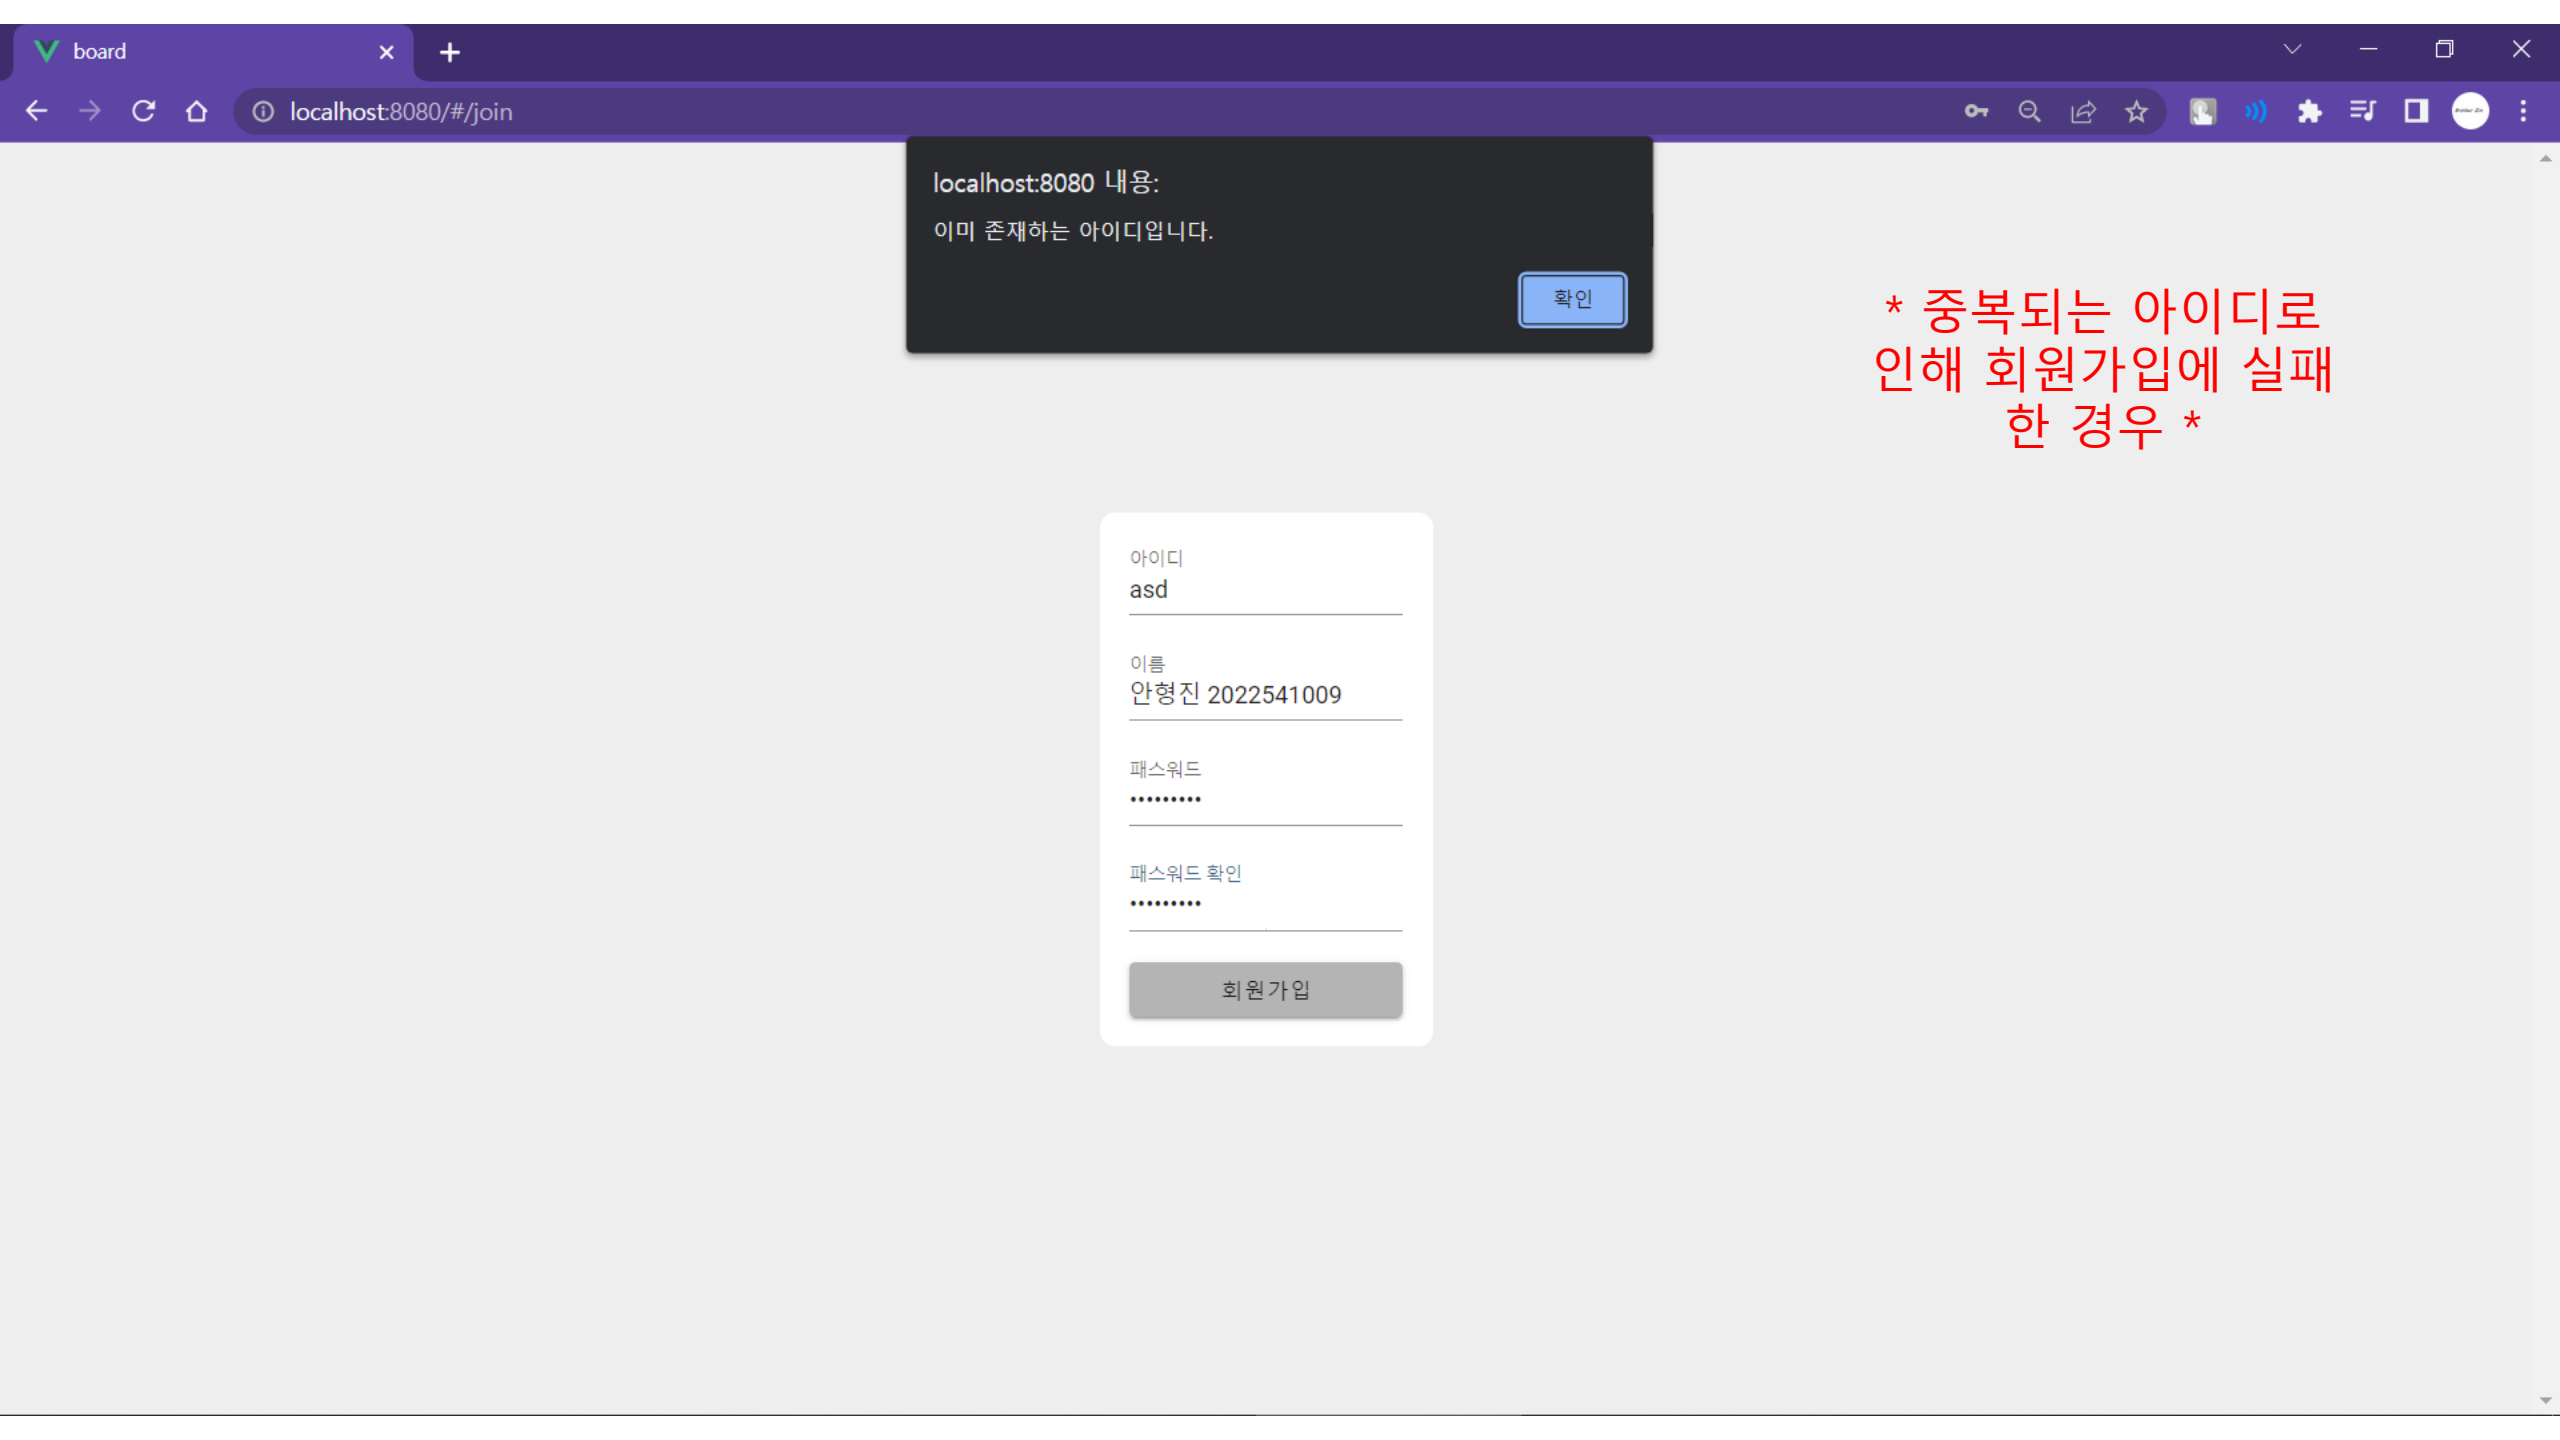 board
localhost:8080/#/join
localhost:8080 내용:
이미 존재하는 아이디입니다.
확인
* 중복되는 아이디로
인해 회원가입에 실패
한 경우 *
아이디
asd
이름
안형진 2022541009
패스워드
•••••••••
패스워드 확인
•••••••••
회원가입